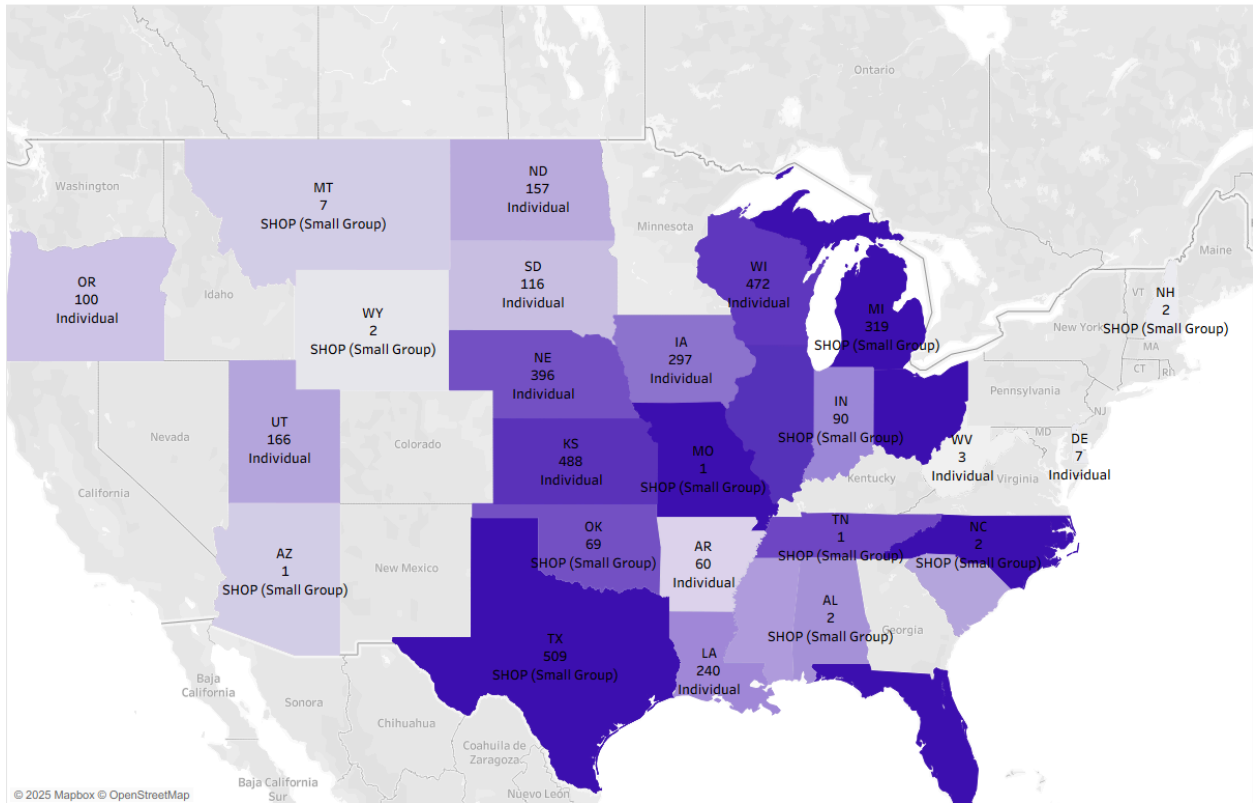 Ontario
Washington
MT
7
SHOP (Small Group)
ND
157
Individual
Minnesota
Maine
OR
100
Individual
Idaho
SD
116
Individual
WI
472
Individual
WY
2
SHOP (Small Group)
MI
319
SHOP (Small Group)
VT
NH
2
SHOP (Small Group)
New York
MA
CT
RI
NE
396
Individual
IA
297
Individual
Pennsylvania
NJ
Nevada
UT
166
Individual
Colorado
IN
90
SHOP (Small Group)
MD
WV
3
Individual
DE
7
Individual
California
KS
488
Individual
MO
1
SHOP (Small Group)
Kentucky
Virginia
AZ
1
SHOP (Small Group)
New Mexico
OK
69
SHOP (Small Group)
AR
60
Individual
TN
1
SHOP (Small Group)
NC
2
SHOP (Small Group)
AL
2
SHOP (Small Group)
Georgia
TX
509
SHOP (Small Group)
LA
240
Individual
Baja
California
Sonora
Chihuahua
Coahuila de
Zaragoza
Baja California
Sur
Nuevo León
© 2025 Mapbox © OpenStreetMap